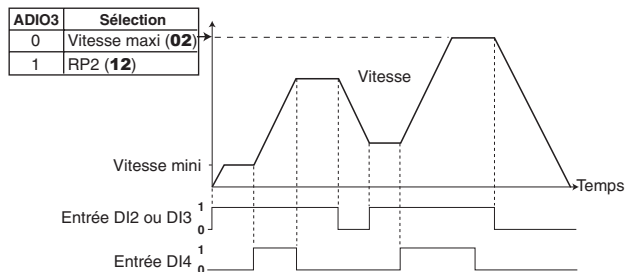 ADIO3 Sélection
0 Vitesse maxi (02)
1 RP2 (12)
Vitesse
Vitesse mini
Temps
1
Entrée DI2 ou DI3
0
1
Entrée DI4
0